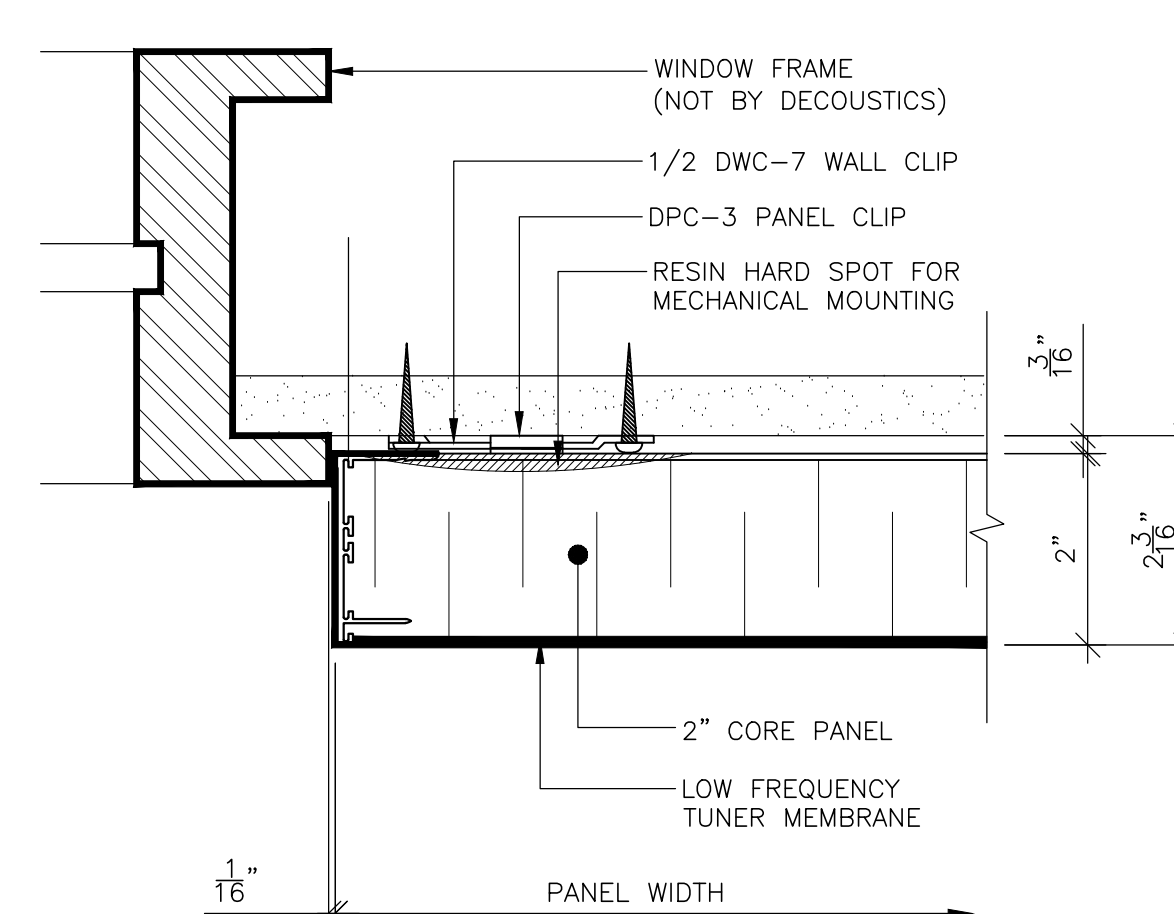 WINDOW FRAME
(NOT BY DECOUSTICS)
1/2 DWC-7 WALL CLIP
DPC-3 PANEL CLIP
RESIN HARD SPOT FOR
MECHANICAL MOUNTING
3/16"
2"
2 3/16"
2" CORE PANEL
LOW FREQUENCY
TUNER MEMBRANE
1/16"
PANEL WIDTH